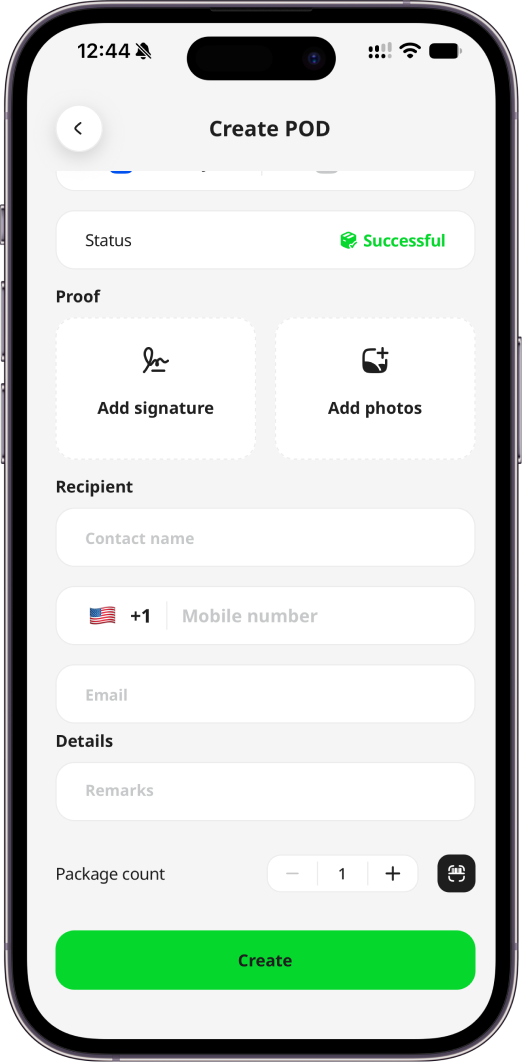 12:44
Create POD
Status Successful
Proof
Add signature Add photos
Recipient
Contact name
+1 Mobile number
Email
Details
Remarks
Package count 1
Create